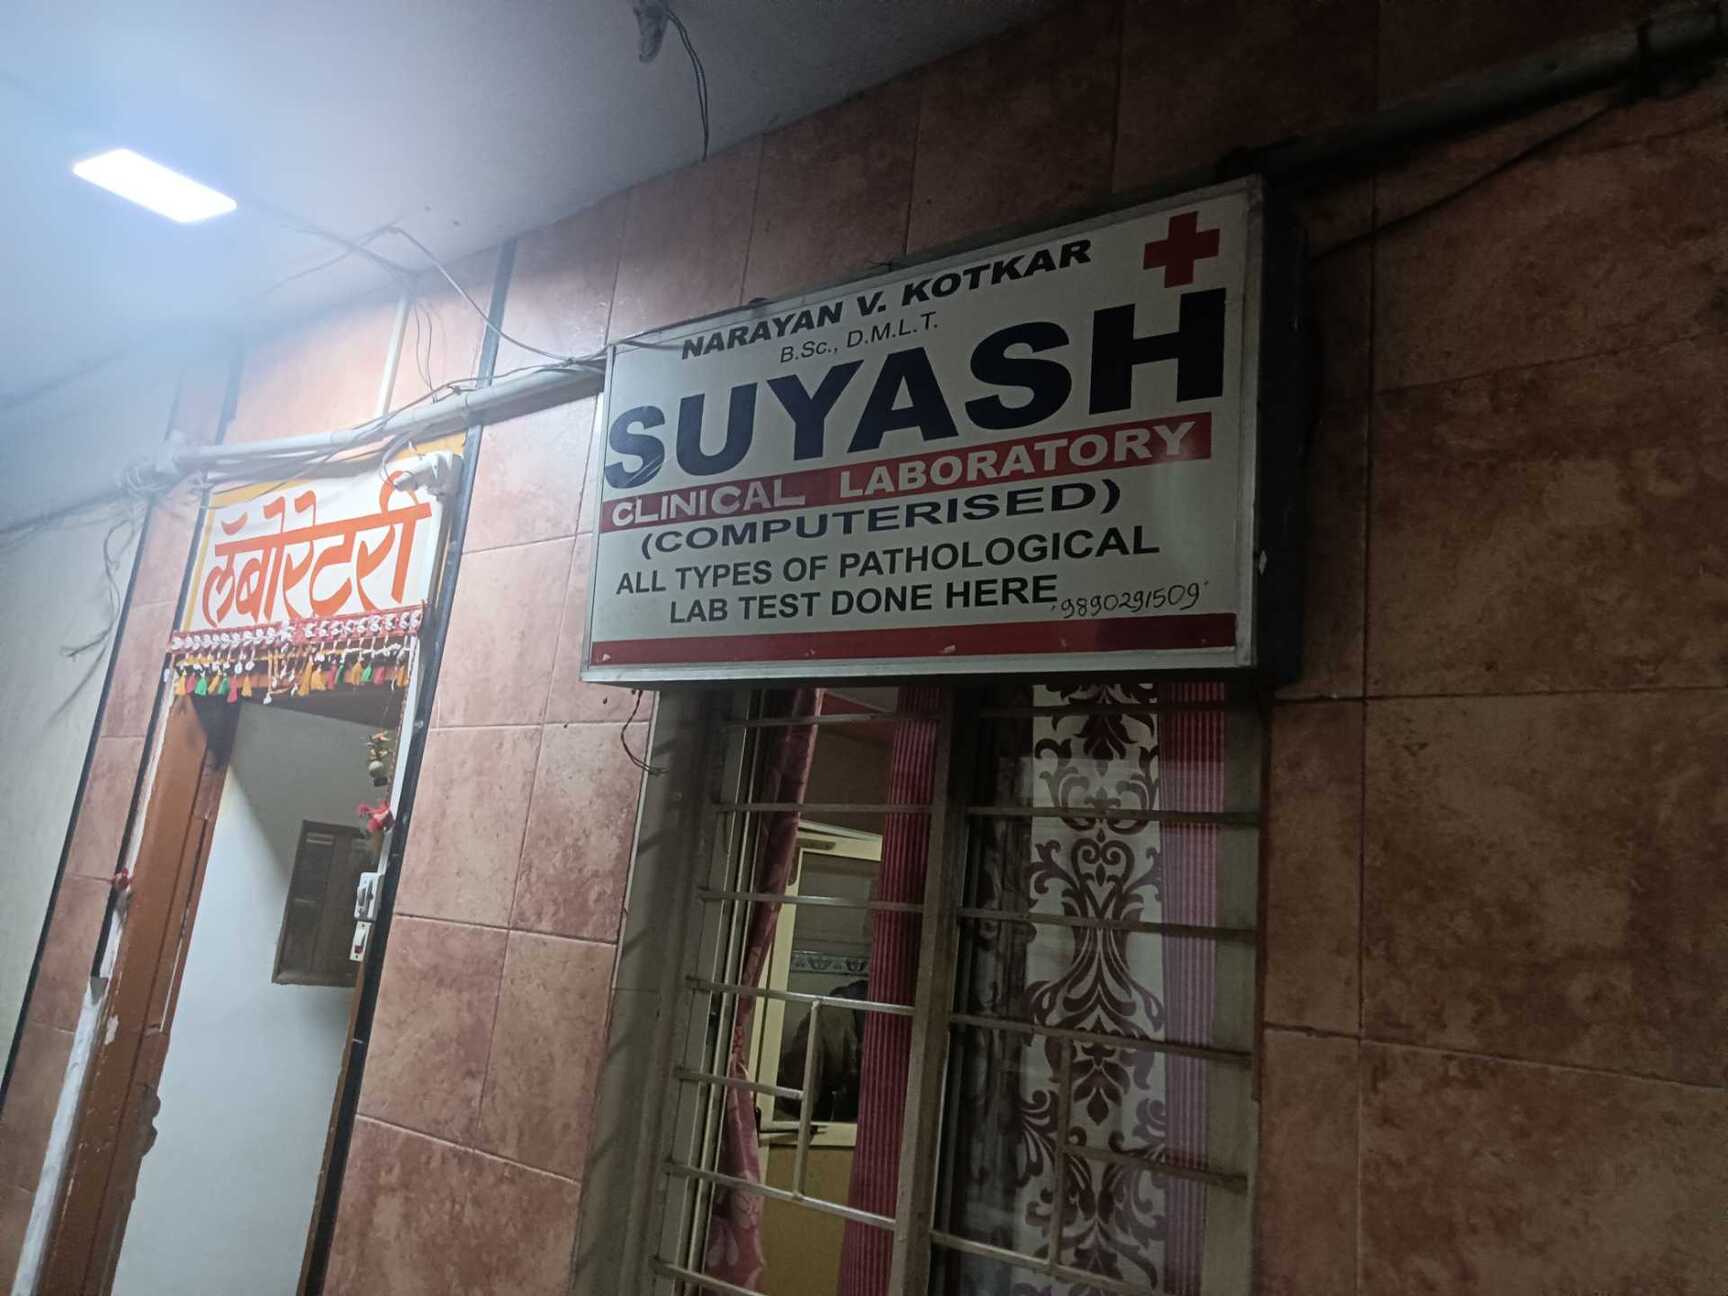 लॅबोरेटरी
NARAYAN V. KOTKAR
B.Sc., D.M.L.T.
SUYASH
CLINICAL LABORATORY
(COMPUTERISED)
ALL TYPES OF PATHOLOGICAL
LAB TEST DONE HERE 9890291509